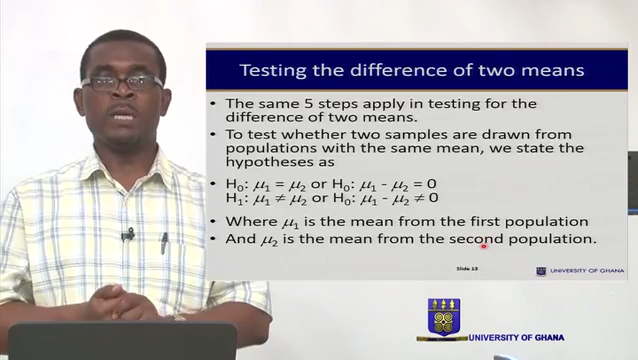 Testing the difference of two means
• The same 5 steps apply in testing for the
difference of two means.
• To test whether two samples are drawn from
populations with the same mean, we state the
hypotheses as
• H₀: μ₁ = μ₂ or H₀: μ₁ - μ₂ = 0
H₁: μ₁ ≠ μ₂ or H₀: μ₁ - μ₂ ≠ 0
• Where μ₁ is the mean from the first population
• And μ₂ is the mean from the second population.
Slide 18
UNIVERSITY OF GHANA
UNIVERSITY OF GHANA